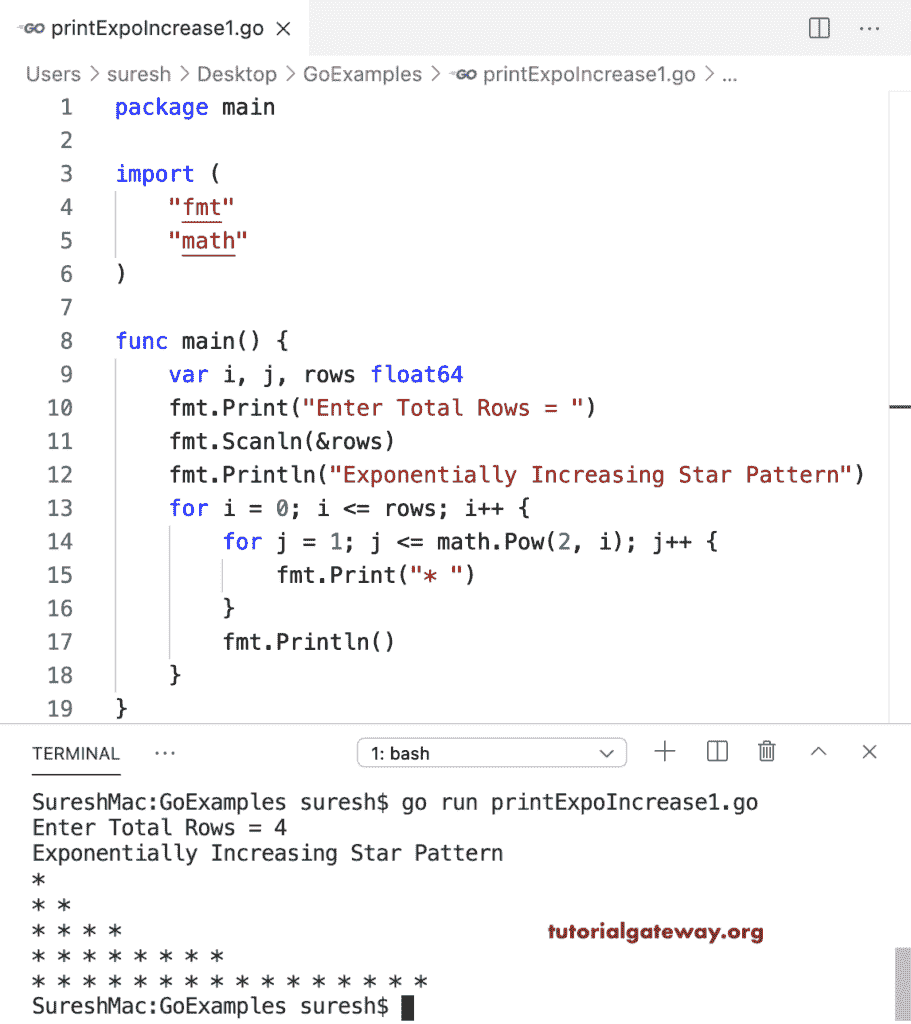 GO printExpoIncrease1.go ×
Users > suresh > Desktop > GoExamples > GO printExpoIncrease1.go > ...
1 package main
2
3 import (
4     "fmt"
5     "math"
6 )
7
8 func main() {
9     var i, j, rows float64
10     fmt.Print("Enter Total Rows = ")
11     fmt.Scanln(&rows)
12     fmt.Println("Exponentially Increasing Star Pattern")
13     for i = 0; i <= rows; i++ {
14         for j = 1; j <= math.Pow(2, i); j++ {
15             fmt.Print("* ")
16         }
17         fmt.Println()
18     }
19 }
TERMINAL ... 1: bash
SureshMac:GoExamples suresh$ go run printExpoIncrease1.go
Enter Total Rows = 4
Exponentially Increasing Star Pattern
*
* *
* * * *
tutorialgateway.org
* * * * * * * *
* * * * * * * * * * * * * * * *
SureshMac:GoExamples suresh$